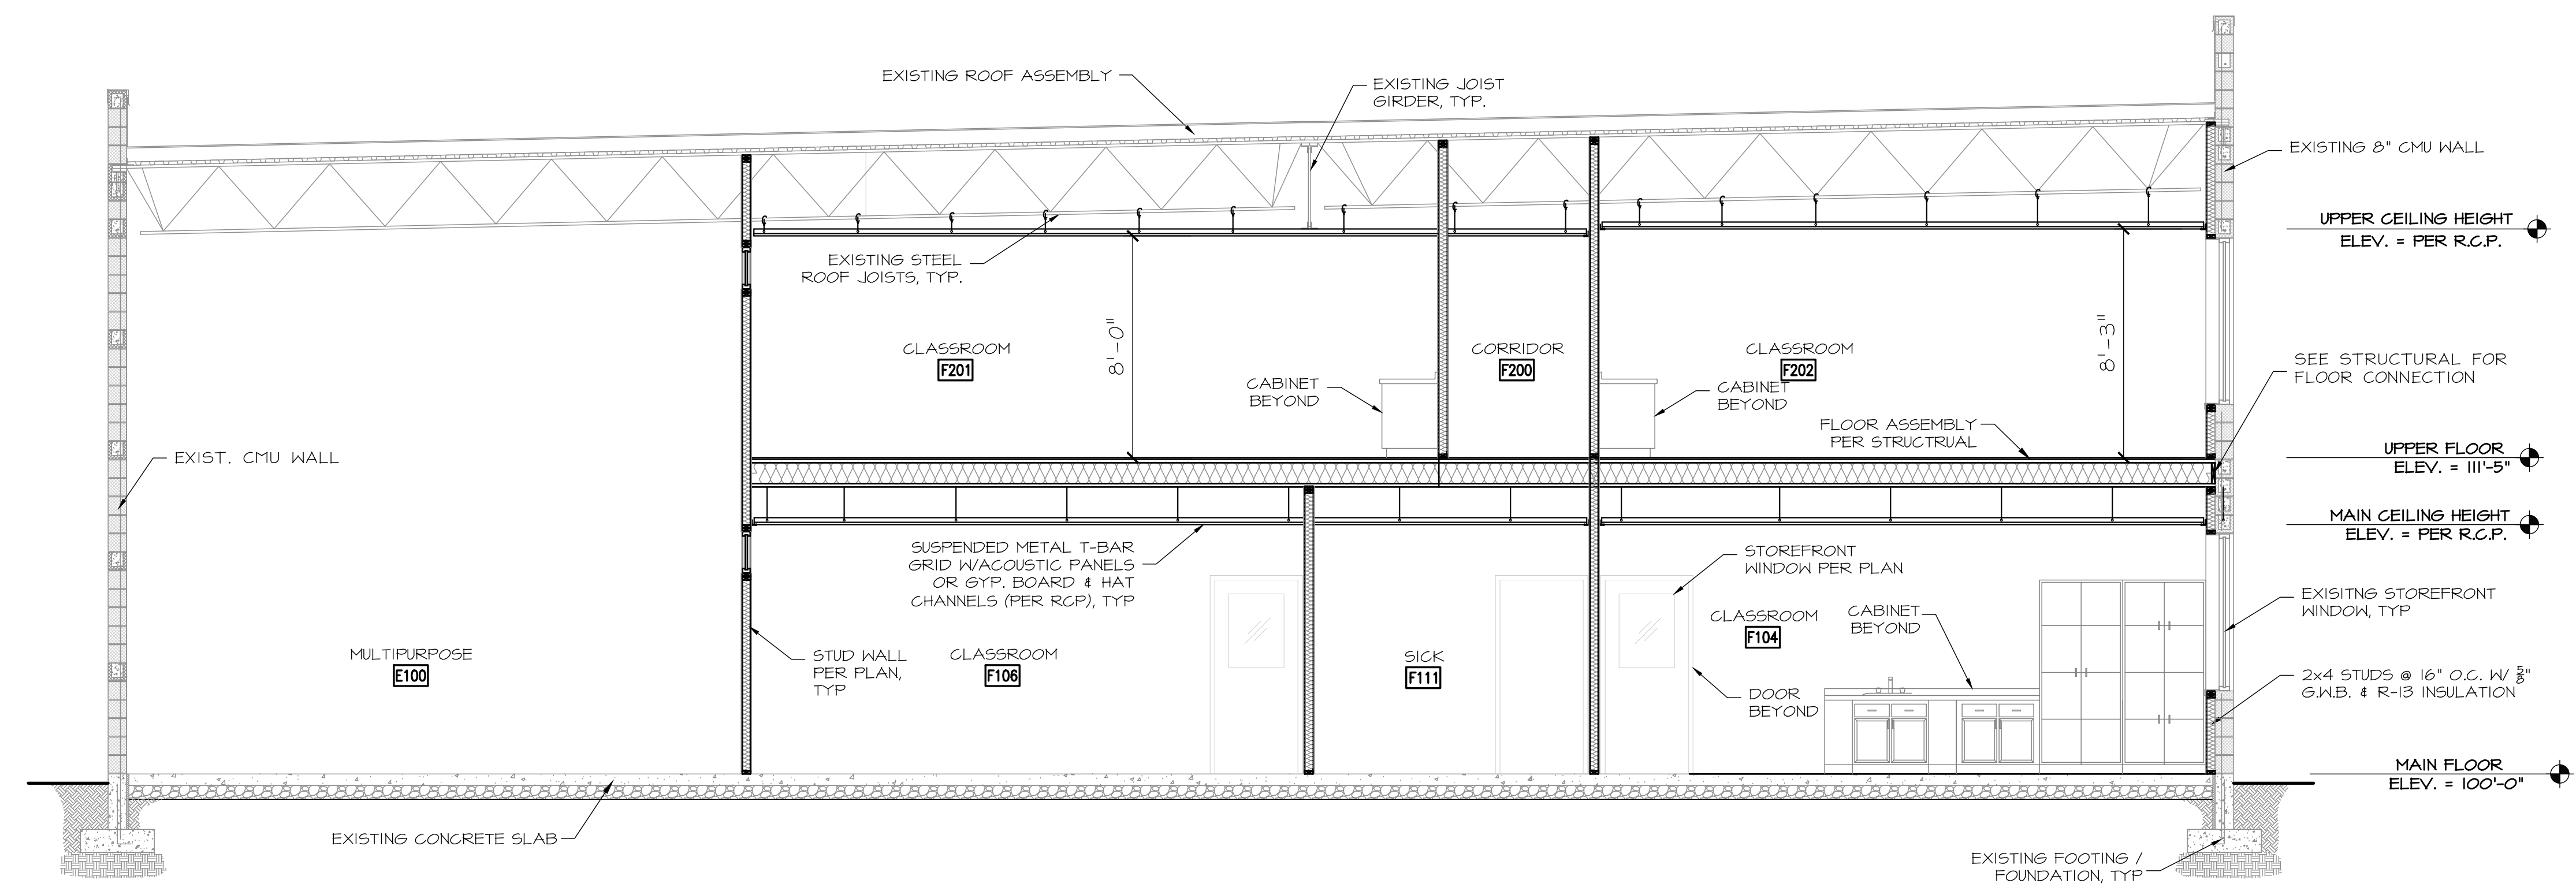 EXISTING ROOF ASSEMBLY
EXISTING JOIST
GIRDER, TYP.
EXISTING 8" CMU WALL
UPPER CEILING HEIGHT
ELEV. = PER R.C.P.
EXISTING STEEL
ROOF JOISTS, TYP.
8'-0"
8'-3"
CLASSROOM
F201
CORRIDOR
F200
CLASSROOM
F202
SEE STRUCTURAL FOR
FLOOR CONNECTION
CABINET
BEYOND
CABINET
BEYOND
FLOOR ASSEMBLY
PER STRUCTRUAL
EXIST. CMU WALL
UPPER FLOOR
ELEV. = 111'-5"
MAIN CEILING HEIGHT
ELEV. = PER R.C.P.
SUSPENDED METAL T-BAR
GRID W/ACOUSTIC PANELS
OR GYP. BOARD & HAT
CHANNELS (PER RCP), TYP
STOREFRONT
WINDOW PER PLAN
EXISITNG STOREFRONT
WINDOW, TYP
CLASSROOM
F104
CABINET
BEYOND
MULTIPURPOSE
E100
STUD WALL
PER PLAN,
TYP
CLASSROOM
F106
SICK
F111
DOOR
BEYOND
2x4 STUDS @ 16" O.C. W/ 5/8"
G.W.B. & R-13 INSULATION
MAIN FLOOR
ELEV. = 100'-0"
EXISTING CONCRETE SLAB
EXISTING FOOTING /
FOUNDATION, TYP